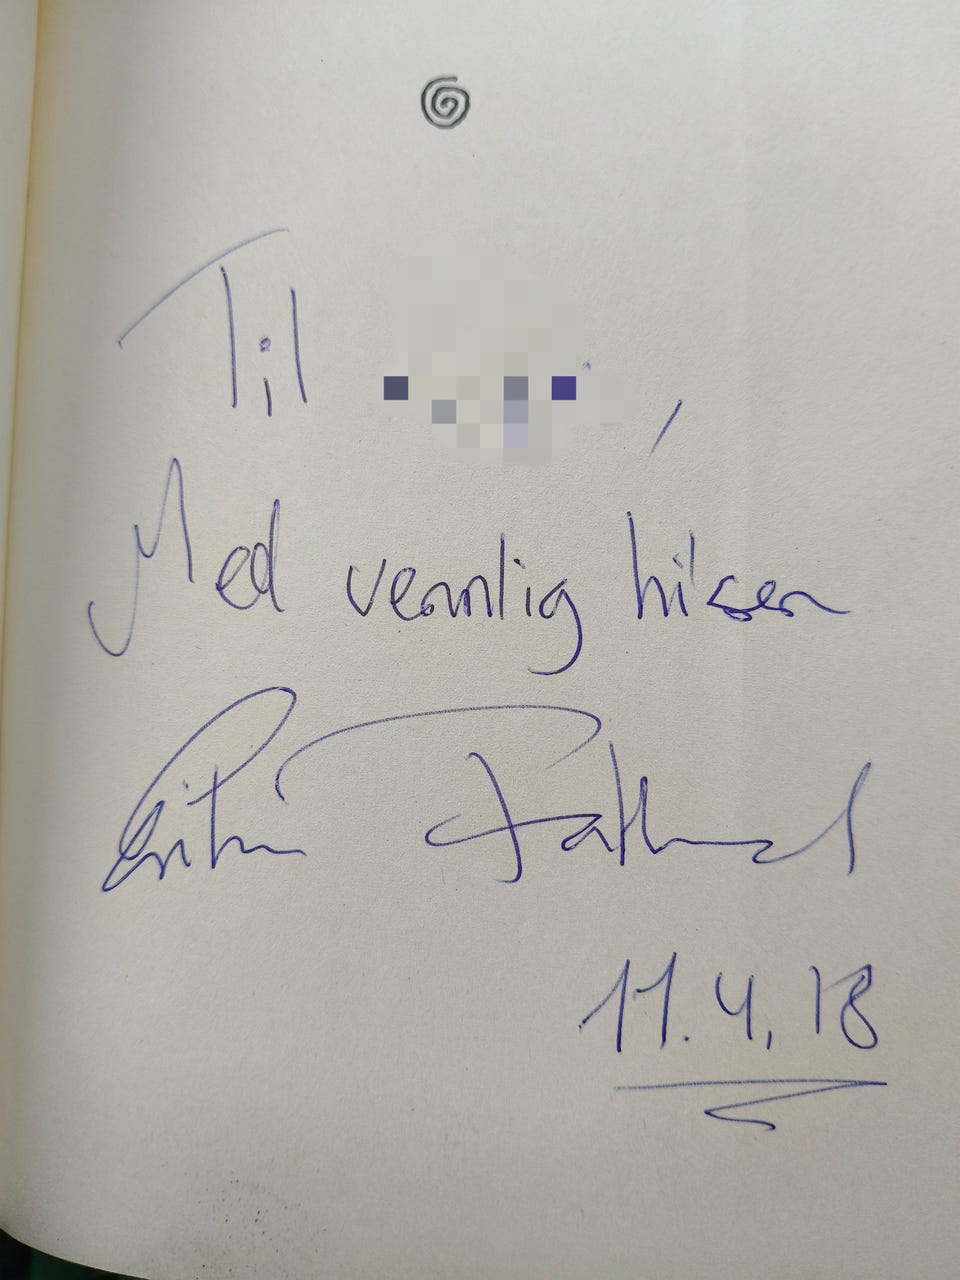 Til ,
Med vennlig hilsen
11.4.18